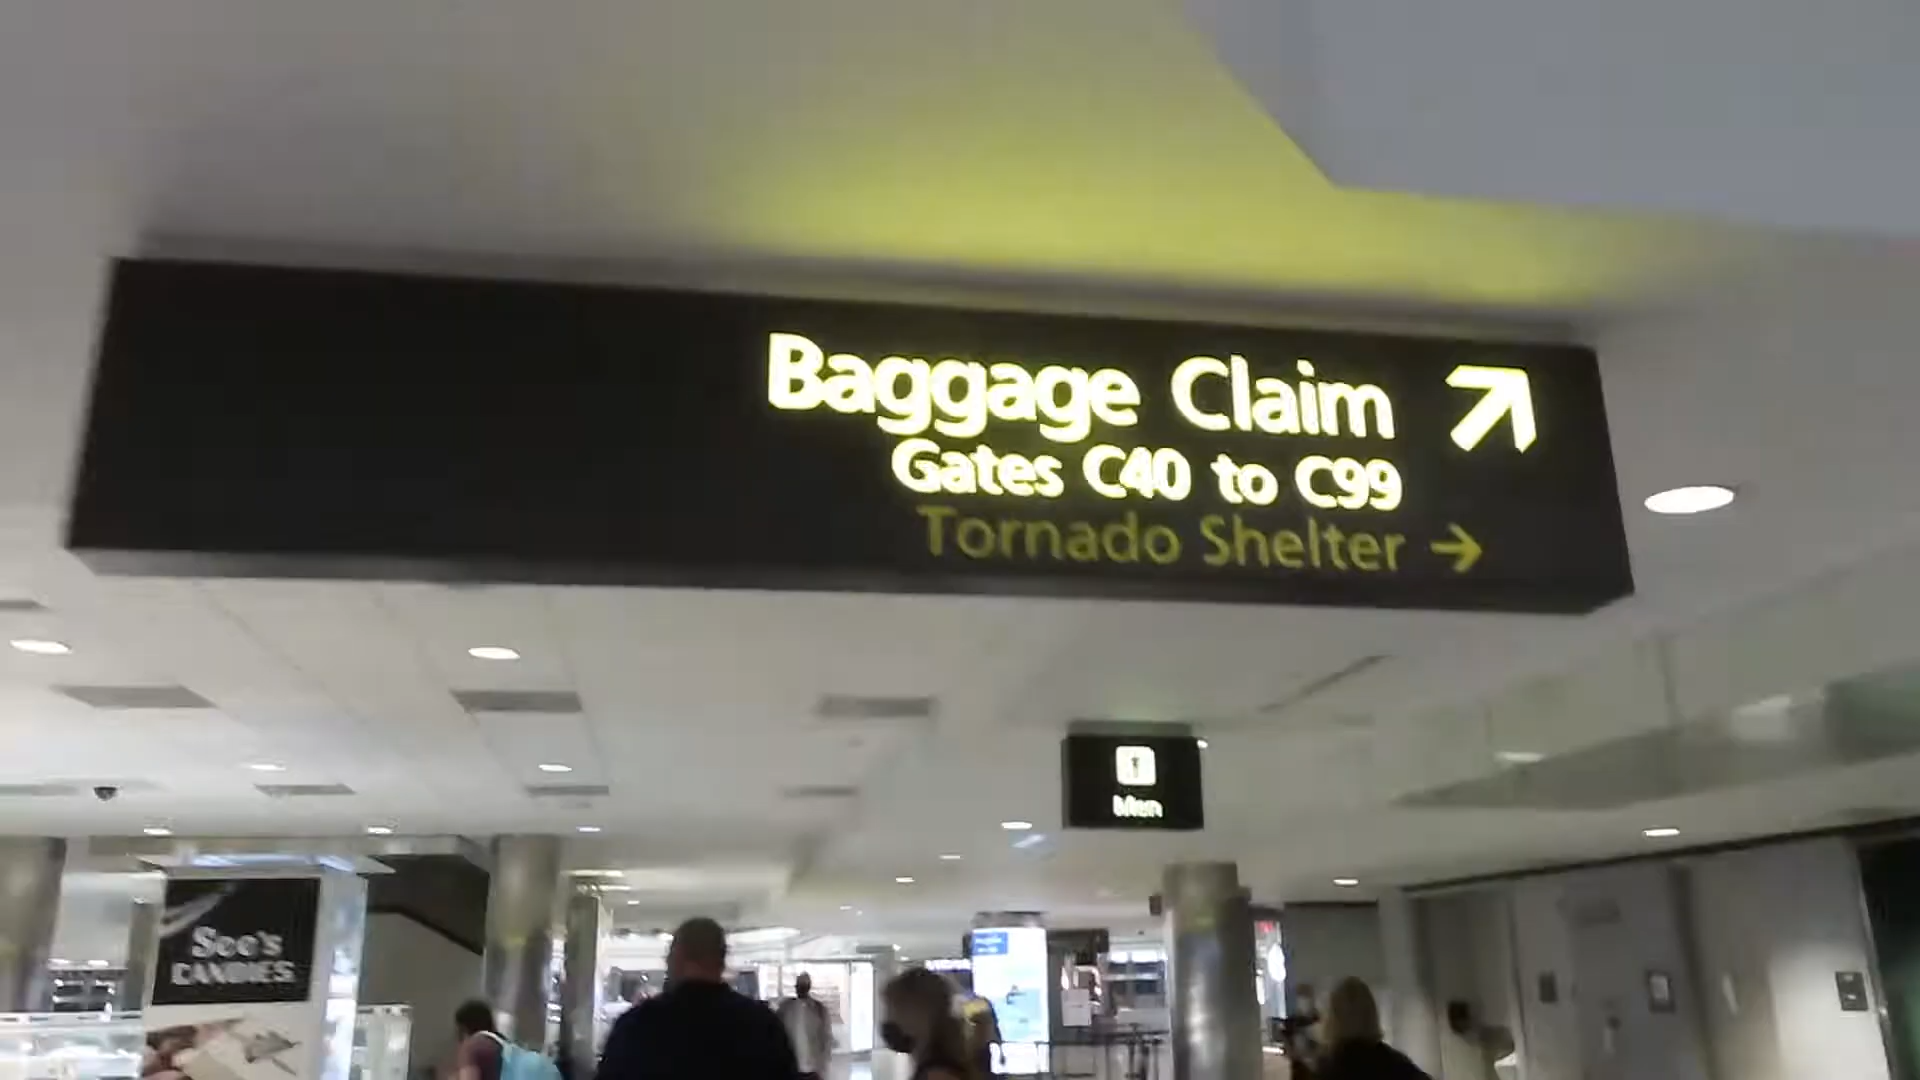 Baggage Claim
Gates C40 to C99
Tornado Shelter
Men
See's
CANDIES